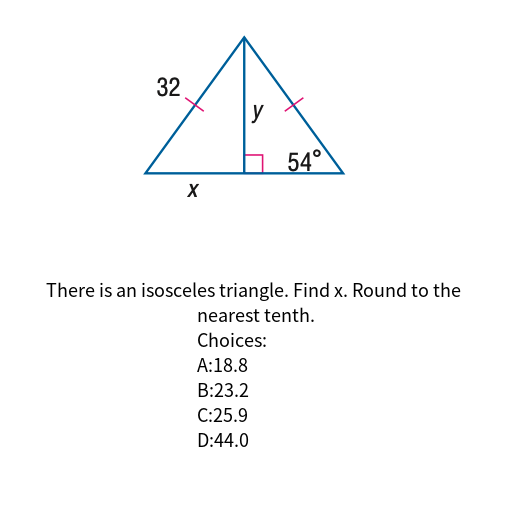 32
y
54°
x
There is an isosceles triangle. Find x. Round to the
nearest tenth.
Choices:
A:18.8
B:23.2
C:25.9
D:44.0